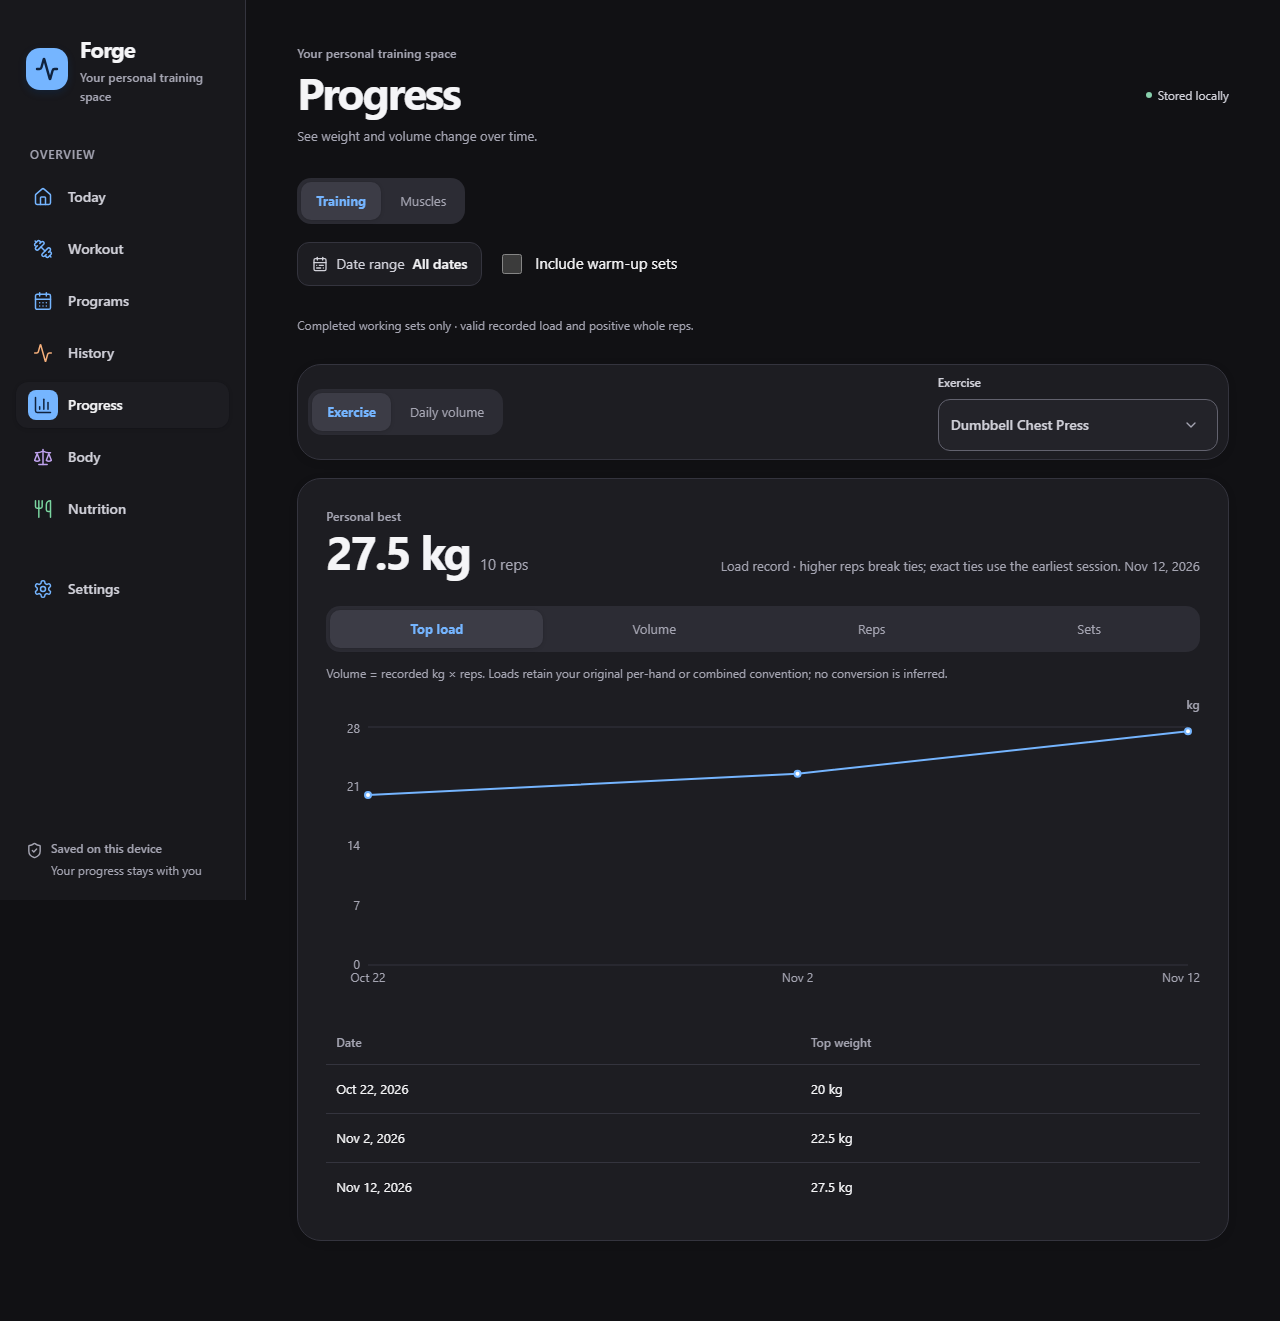 Forge
Your personal training
space
OVERVIEW
Today
Workout
Programs
History
Progress
Body
Nutrition
Settings
Saved on this device
Your progress stays with you
Your personal training space
Progress
See weight and volume change over time.
Stored locally
Training Muscles
Date range All dates Include warm-up sets
Completed working sets only · valid recorded load and positive whole reps.
Exercise Daily volume
Exercise
Dumbbell Chest Press
Personal best
27.5 kg 10 reps
Load record · higher reps break ties; exact ties use the earliest session. Nov 12, 2026
Top load Volume Reps Sets
Volume = recorded kg × reps. Loads retain your original per-hand or combined convention; no conversion is inferred.
kg
28
21
14
7
0
Oct 22 Nov 2 Nov 12
Date Top weight
Oct 22, 2026 20 kg
Nov 2, 2026 22.5 kg
Nov 12, 2026 27.5 kg